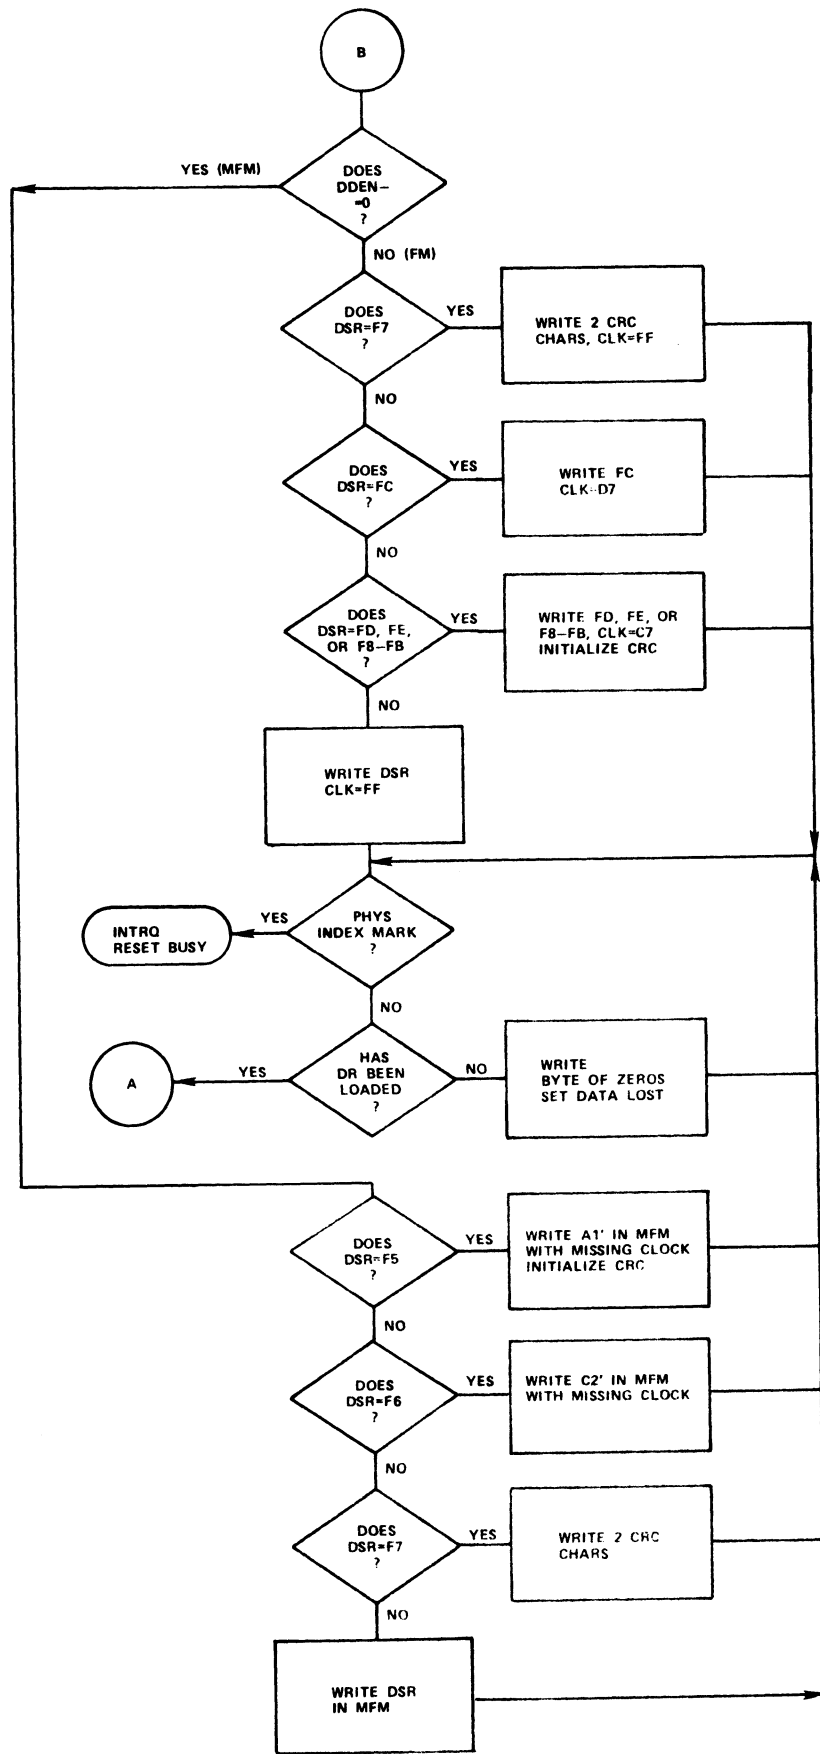 B
DOES
DDEN–
=0
?
YES (MFM)
NO (FM)
DOES
DSR=F7
?
YES
WRITE 2 CRC
CHARS, CLK=FF
NO
DOES
DSR=FC
?
YES
WRITE FC
CLK=D7
NO
DOES
DSR=FD, FE,
OR F8–FB
?
YES
WRITE FD, FE, OR
F8–FB, CLK=C7
INITIALIZE CRC
NO
WRITE DSR
CLK=FF
PHYS
INDEX MARK
?
YES
INTRQ
RESET BUSY
NO
HAS
DR BEEN
LOADED
?
YES
A
NO
WRITE
BYTE OF ZEROS
SET DATA LOST
DOES
DSR=F5
?
YES
WRITE A1' IN MFM
WITH MISSING CLOCK
INITIALIZE CRC
NO
DOES
DSR=F6
?
YES
WRITE C2' IN MFM
WITH MISSING CLOCK
NO
DOES
DSR=F7
?
YES
WRITE 2 CRC
CHARS
NO
WRITE DSR
IN MFM